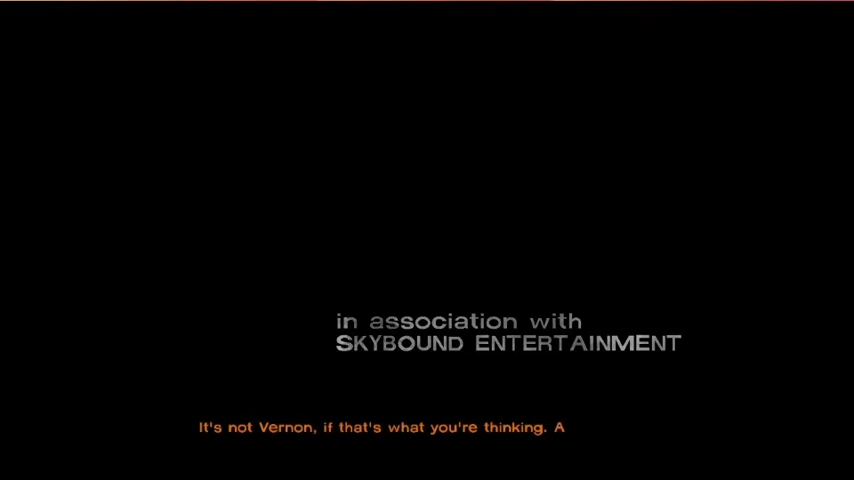 in association with
SKYBOUND ENTERTAINMENT
It's not Vernon, if that's what you're thinking. A